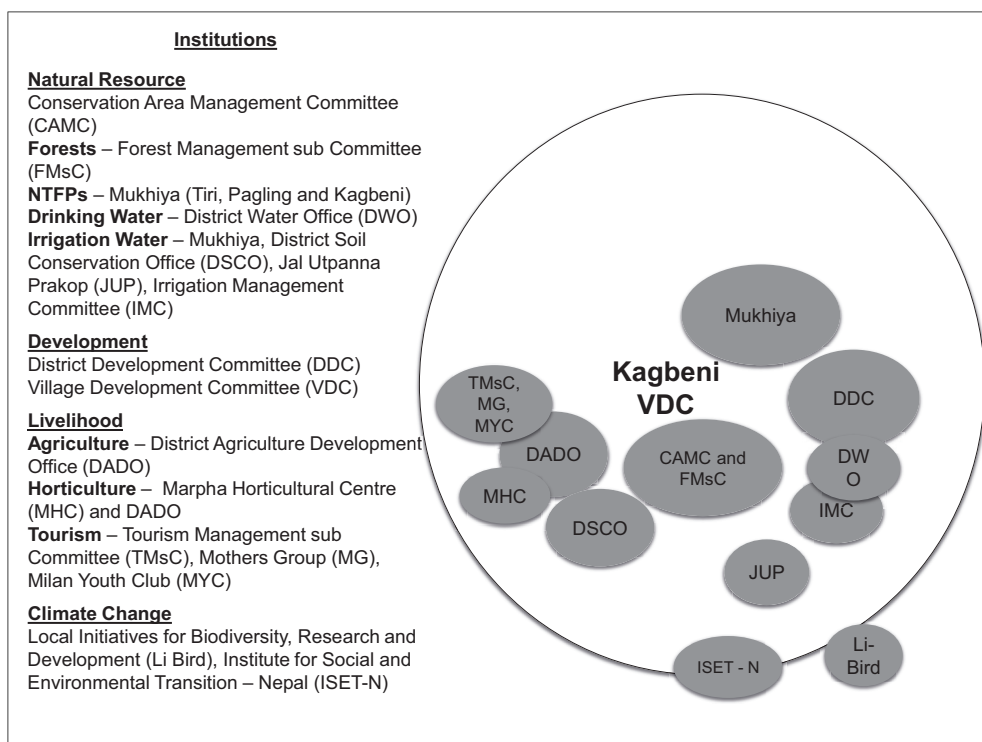 Institutions
Natural Resource
Conservation Area Management Committee
(CAMC)
Forests – Forest Management sub Committee
(FMsC)
NTFPs – Mukhiya (Tiri, Pagling and Kagbeni)
Drinking Water – District Water Office (DWO)
Irrigation Water – Mukhiya, District Soil
Conservation Office (DSCO), Jal Utpanna
Prakop (JUP), Irrigation Management
Committee (IMC)
Development
District Development Committee (DDC)
Village Development Committee (VDC)
Livelihood
Agriculture – District Agriculture Development
Office (DADO)
Horticulture – Marpha Horticultural Centre
(MHC) and DADO
Tourism – Tourism Management sub
Committee (TMsC), Mothers Group (MG),
Milan Youth Club (MYC)
Climate Change
Local Initiatives for Biodiversity, Research and
Development (Li Bird), Institute for Social and
Environmental Transition – Nepal (ISET-N)
Mukhiya
Kagbeni
VDC
TMsC,
MG,
MYC
DDC
DADO
CAMC and
FMsC
DW
O
MHC
IMC
DSCO
JUP
ISET - N
Li-
Bird